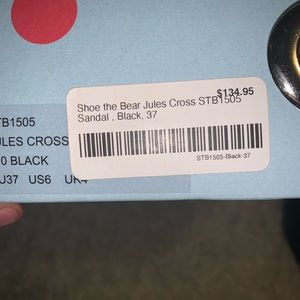 $134.95
Shoe the Bear Jules Cross STB1505
Sandal , Black, 37
STB1505-Black-37
TB1505
ULES CROSS
0 BLACK
U37 US6 UK4